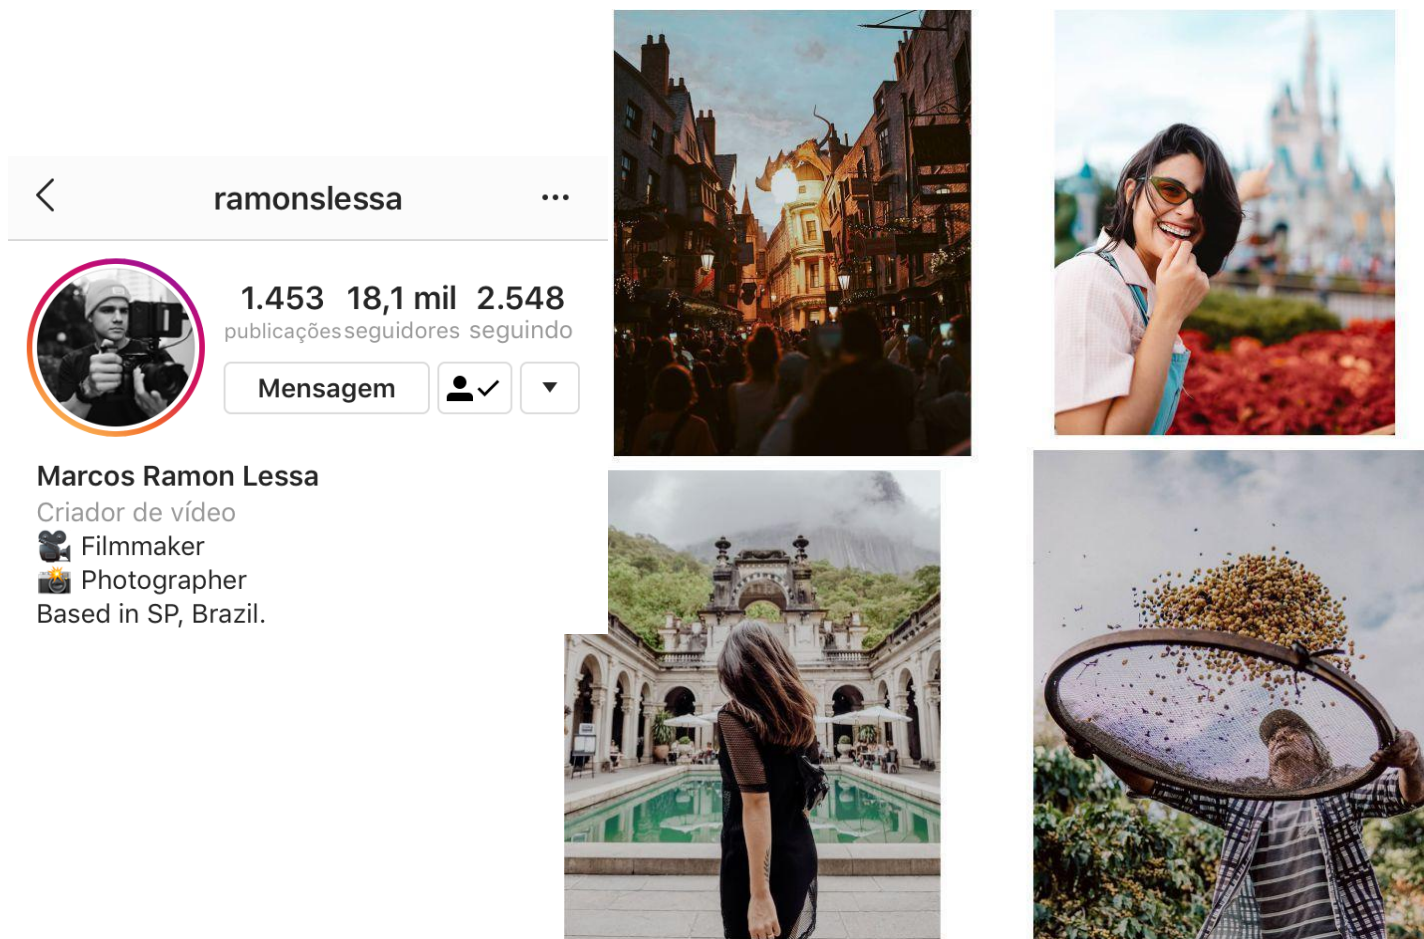 ramonslessa
1.453 18,1 mil 2.548
publicações seguidores seguindo
Mensagem
Marcos Ramon Lessa
Criador de vídeo
🎥 Filmmaker
📸 Photographer
Based in SP, Brazil.